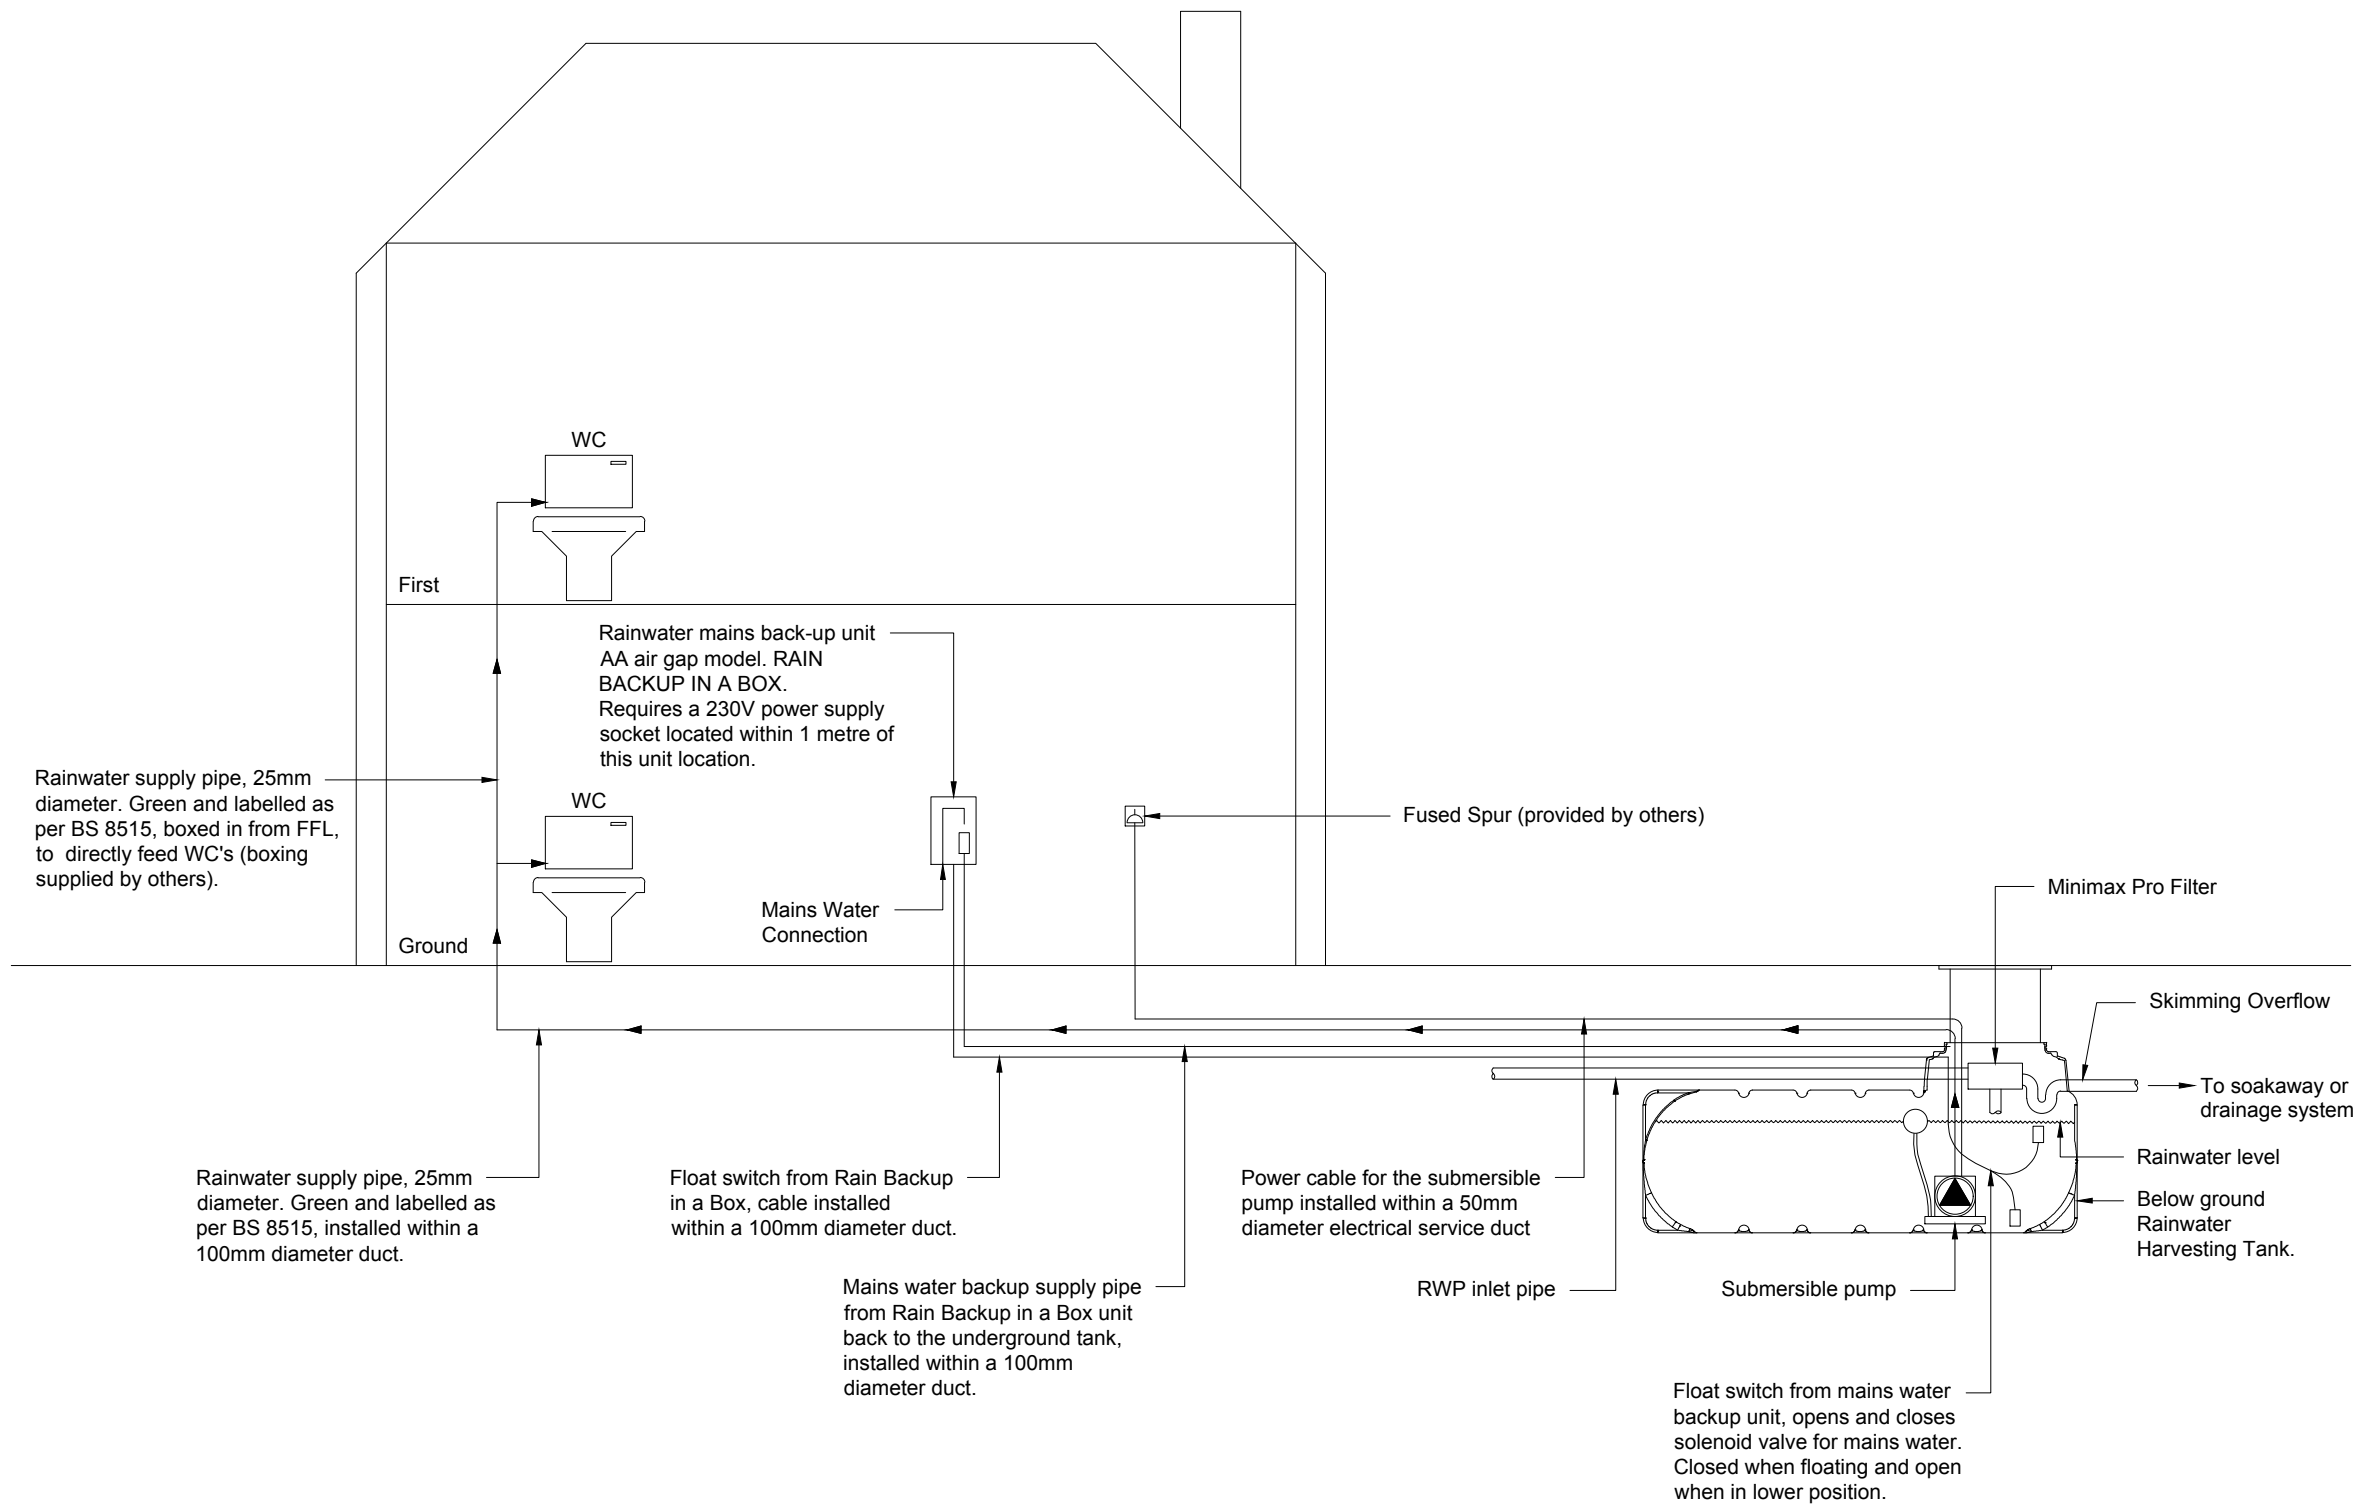 WC
First
Rainwater mains back-up unit
AA air gap model. RAIN
BACKUP IN A BOX.
Requires a 230V power supply
socket located within 1 metre of
this unit location.
Rainwater supply pipe, 25mm
diameter. Green and labelled as
per BS 8515, boxed in from FFL,
to directly feed WC's (boxing
supplied by others).
WC
Fused Spur (provided by others)
Mains Water
Connection
Minimax Pro Filter
Ground
Skimming Overflow
To soakaway or
drainage system
Rainwater level
Below ground
Rainwater
Harvesting Tank.
Rainwater supply pipe, 25mm
diameter. Green and labelled as
per BS 8515, installed within a
100mm diameter duct.
Float switch from Rain Backup
in a Box, cable installed
within a 100mm diameter duct.
Power cable for the submersible
pump installed within a 50mm
diameter electrical service duct
Mains water backup supply pipe
from Rain Backup in a Box unit
back to the underground tank,
installed within a 100mm
diameter duct.
RWP inlet pipe
Submersible pump
Float switch from mains water
backup unit, opens and closes
solenoid valve for mains water.
Closed when floating and open
when in lower position.